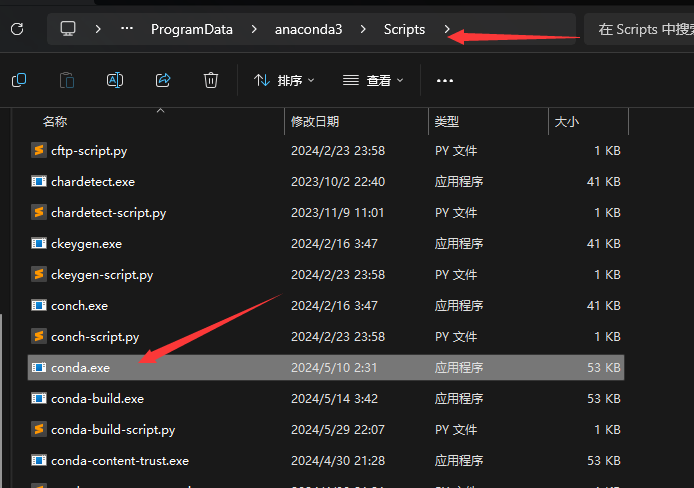 ProgramData anaconda3 Scripts 在 Scripts 中搜索
排序 查看
名称 修改日期 类型 大小
cftp-script.py 2024/2/23 23:58 PY 文件 1 KB
chardetect.exe 2023/10/2 22:40 应用程序 41 KB
chardetect-script.py 2023/11/9 11:01 PY 文件 1 KB
ckeygen.exe 2024/2/16 3:47 应用程序 41 KB
ckeygen-script.py 2024/2/23 23:58 PY 文件 1 KB
conch.exe 2024/2/16 3:47 应用程序 41 KB
conch-script.py 2024/2/23 23:58 PY 文件 1 KB
conda.exe 2024/5/10 2:31 应用程序 53 KB
conda-build.exe 2024/5/14 3:42 应用程序 53 KB
conda-build-script.py 2024/5/29 22:07 PY 文件 1 KB
conda-content-trust.exe 2024/4/30 21:28 应用程序 53 KB